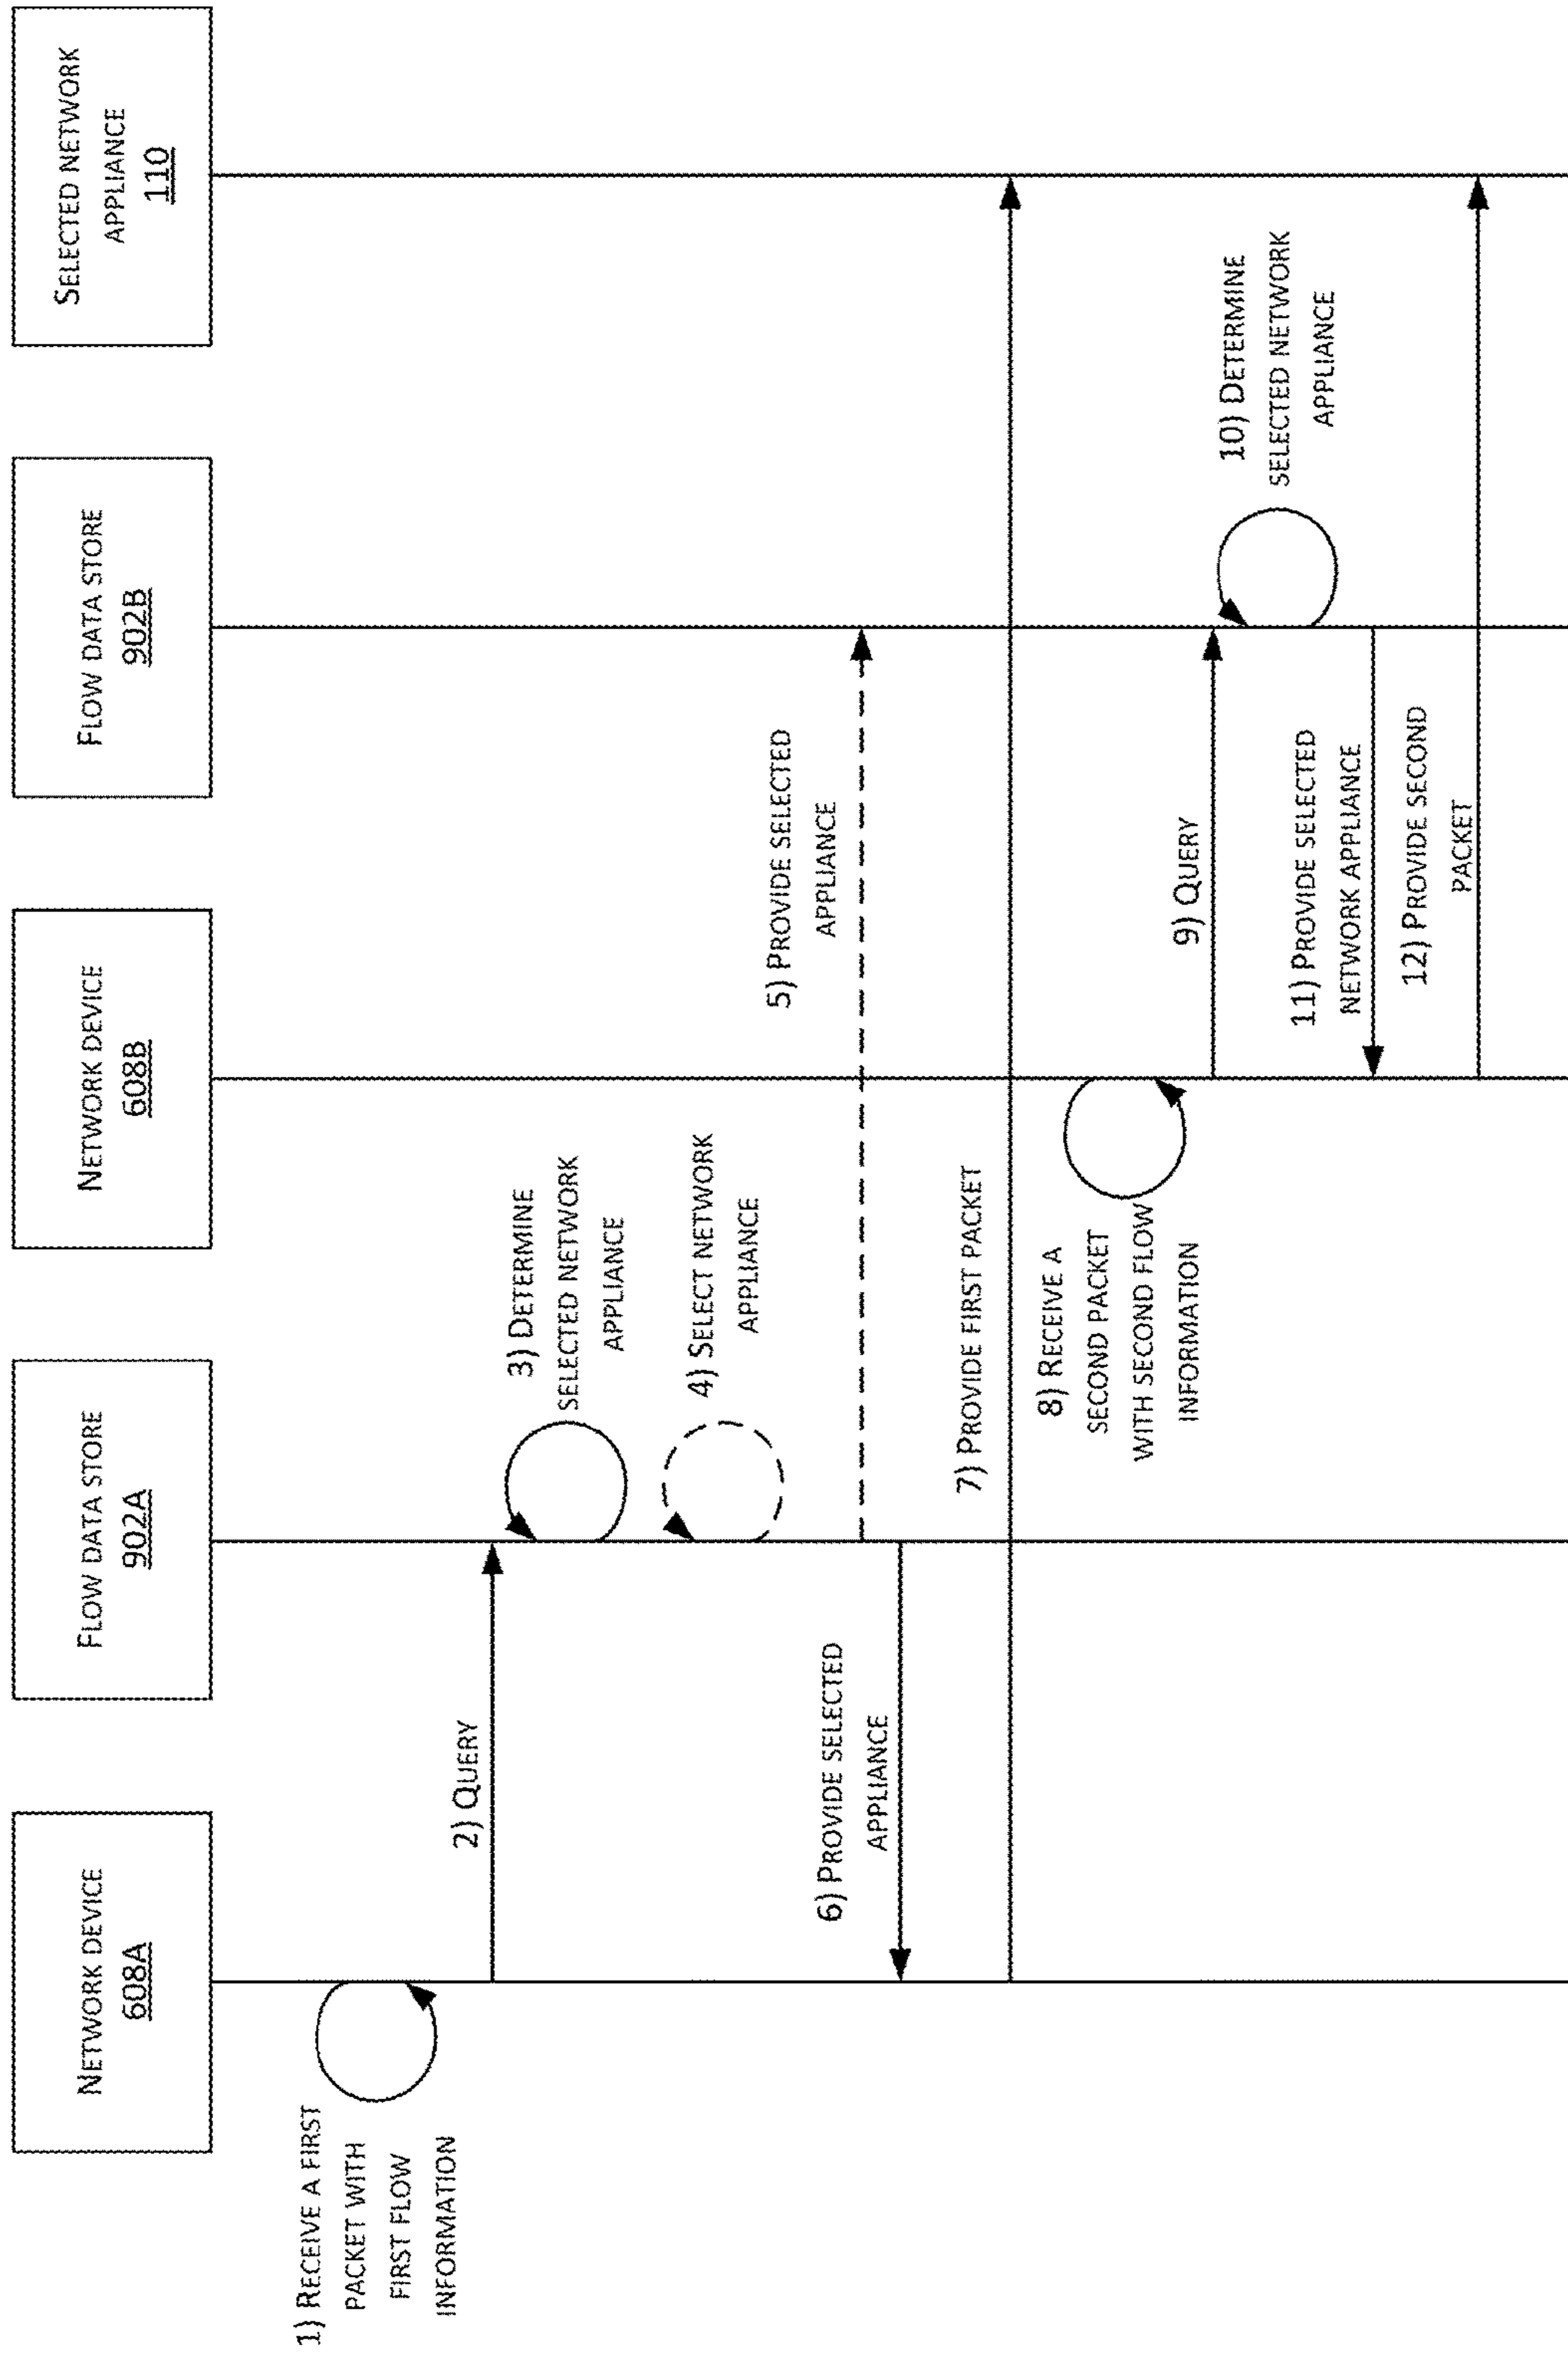 NETWORK DEVICE
608A
FLOW DATA STORE
902A
NETWORK DEVICE
608B
FLOW DATA STORE
902B
SELECTED NETWORK
APPLIANCE
110
1) RECEIVE A FIRST
PACKET WITH
FIRST FLOW
INFORMATION
2) QUERY
3) DETERMINE
SELECTED NETWORK
APPLIANCE
4) SELECT NETWORK
APPLIANCE
5) PROVIDE SELECTED
APPLIANCE
6) PROVIDE SELECTED
APPLIANCE
7) PROVIDE FIRST PACKET
8) RECEIVE A
SECOND PACKET
WITH SECOND FLOW
INFORMATION
9) QUERY
10) DETERMINE
SELECTED NETWORK
APPLIANCE
11) PROVIDE SELECTED
NETWORK APPLIANCE
12) PROVIDE SECOND
PACKET